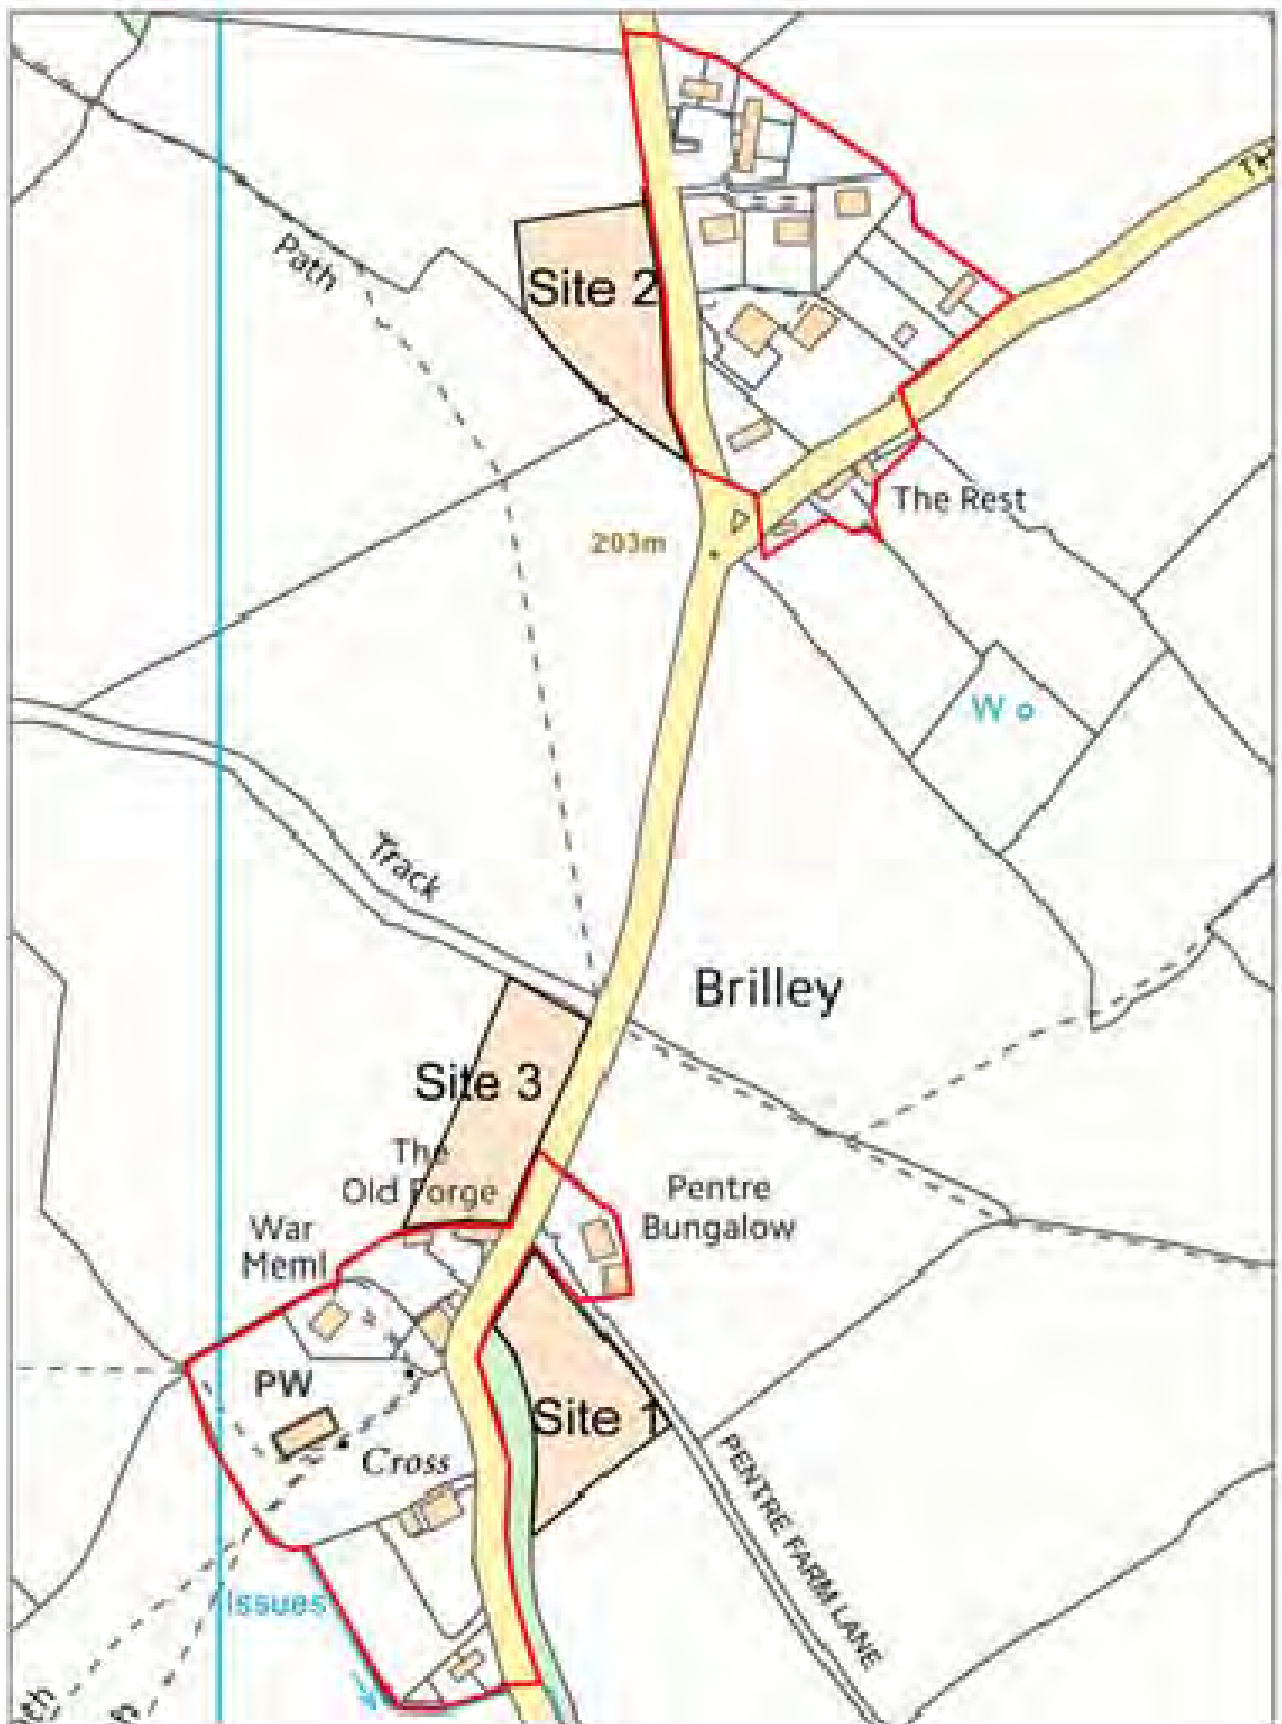 Path
Site 2
The Rest
203m
W
Track
Brilley
Site 3
The
Old Forge
Pentre
Bungalow
War
Meml
PW
Site 1
Cross
PENTRE FARM LANE
Issues